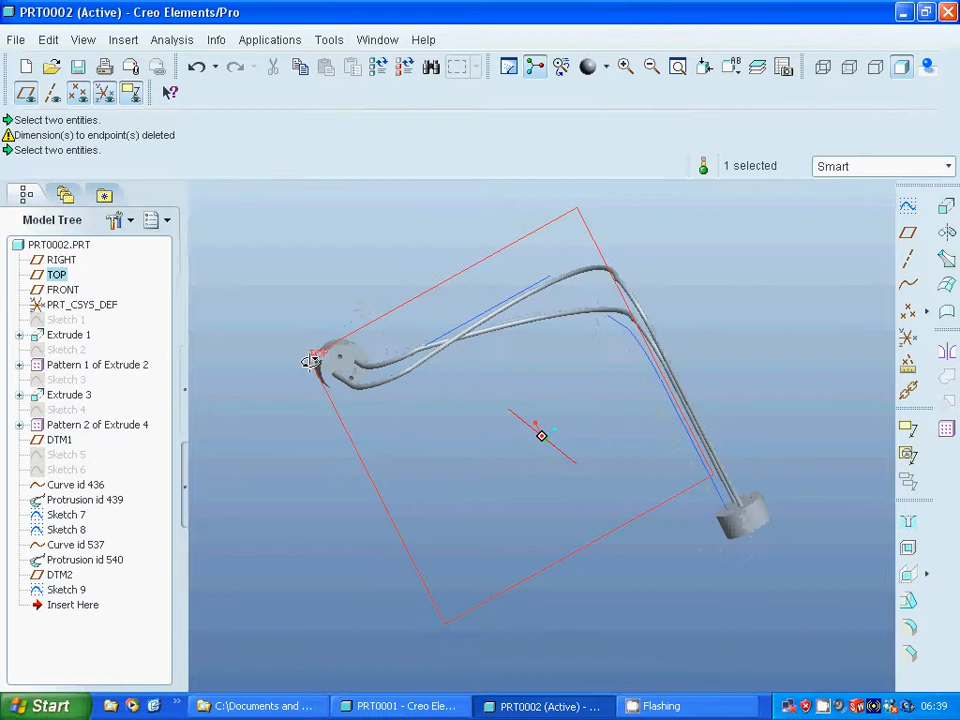 PRT0002 (Active) - Creo Elements/Pro
File Edit View Insert Analysis Info Applications Tools Window Help
Select two entities.
Dimension(s) to endpoint(s) deleted
Select two entities.
1 selected
Smart
Model Tree
PRT0002.PRT
RIGHT
TOP
FRONT
PRT_CSYS_DEF
Sketch 1
Extrude 1
Sketch 2
Pattern 1 of Extrude 2
Sketch 3
Extrude 3
Sketch 4
Pattern 2 of Extrude 4
DTM1
Sketch 5
Sketch 6
Curve id 436
Protrusion id 439
Sketch 7
Sketch 8
Curve id 537
Protrusion id 540
DTM2
Sketch 9
Insert Here
TOP
Start
C:\Documents and ...
PRT0001 - Creo Ele...
PRT0002 (Active) - ...
Flashing
06:39